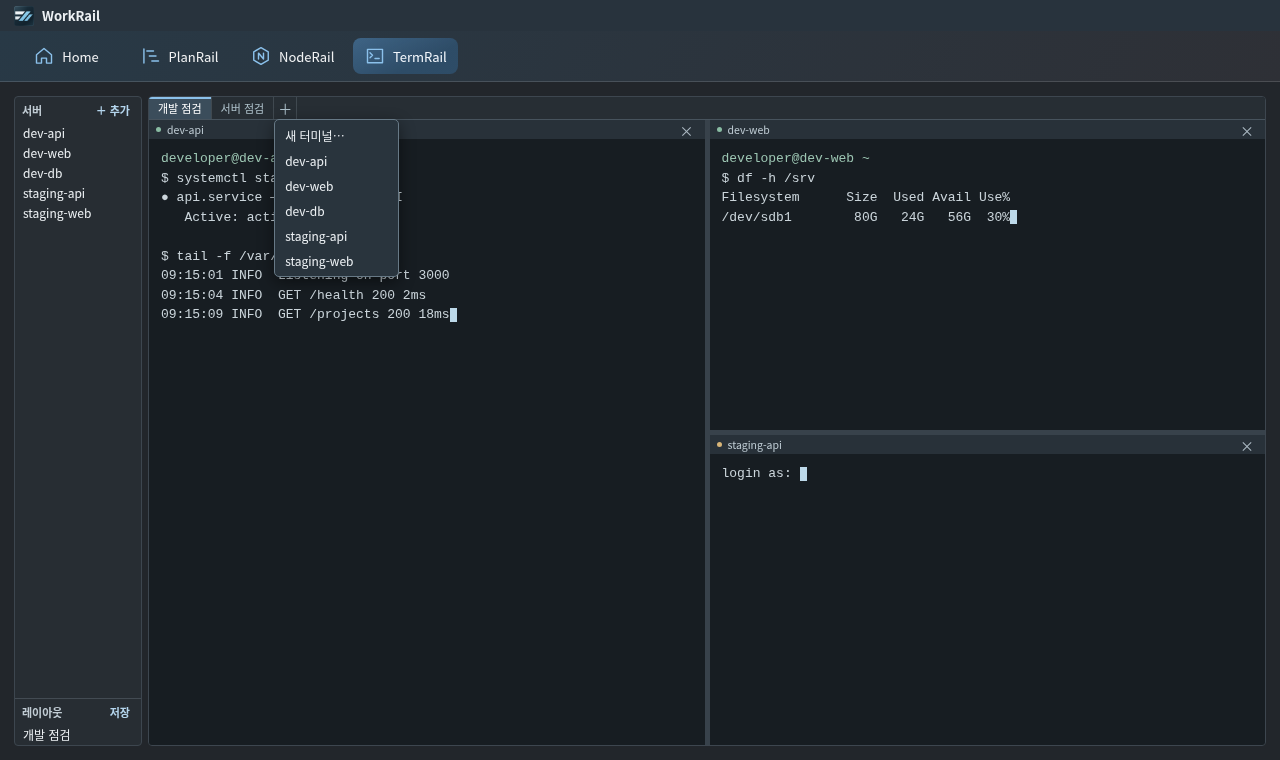 WorkRail
Home
PlanRail
NodeRail
TermRail
서버
+ 추가
dev-api
dev-web
dev-db
staging-api
staging-web
레이아웃
저장
개발 점검
개발 점검
서버 점검
+
새 터미널…
dev-api
dev-web
dev-db
staging-api
staging-web
dev-api
developer@dev-a
$ systemctl sta
● api.service
Active: acti
$ tail -f /var/
09:15:01 INFO Listening on port 3000
09:15:04 INFO GET /health 200 2ms
09:15:09 INFO GET /projects 200 18ms
dev-web
developer@dev-web ~
$ df -h /srv
Filesystem Size Used Avail Use%
/dev/sdb1 80G 24G 56G 30%
staging-api
login as: